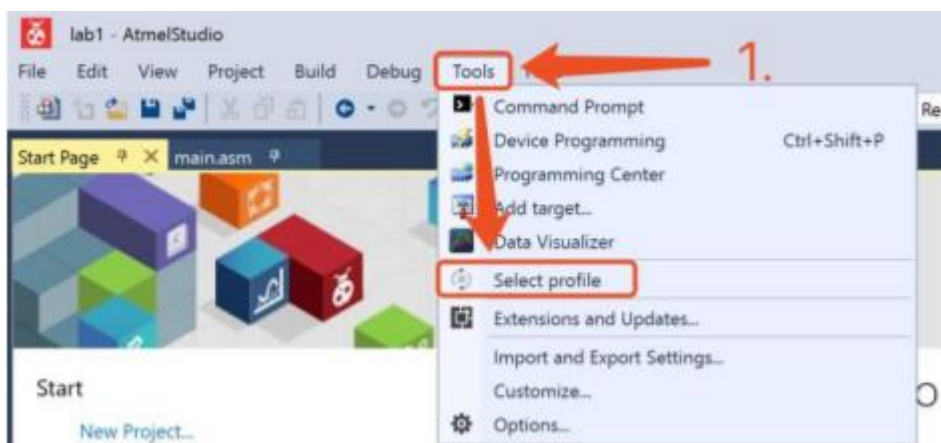 lab1 - AtmelStudio
File Edit View Project Build Debug Tools
1.
Command Prompt
Re
Device Programming Ctrl+Shift+P
Start Page main.asm
Programming Center
Add target...
Data Visualizer
Select profile
Extensions and Updates...
Import and Export Settings...
Start
Customize...
New Project...
Options...